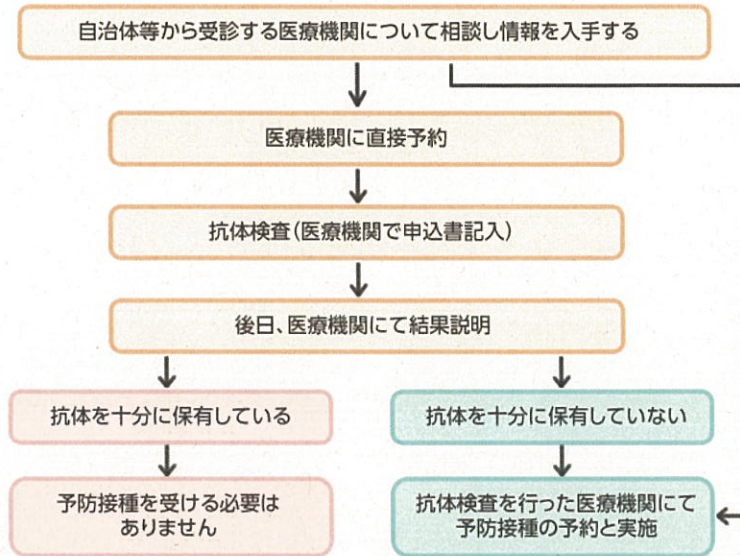 自治体等から受診する医療機関について相談し情報を入手する
医療機関に直接予約
抗体検査(医療機関で申込書記入)
後日、医療機関にて結果説明
抗体を十分に保有している
抗体を十分に保有していない
予防接種を受ける必要は
ありません
抗体検査を行った医療機関にて
予防接種の予約と実施